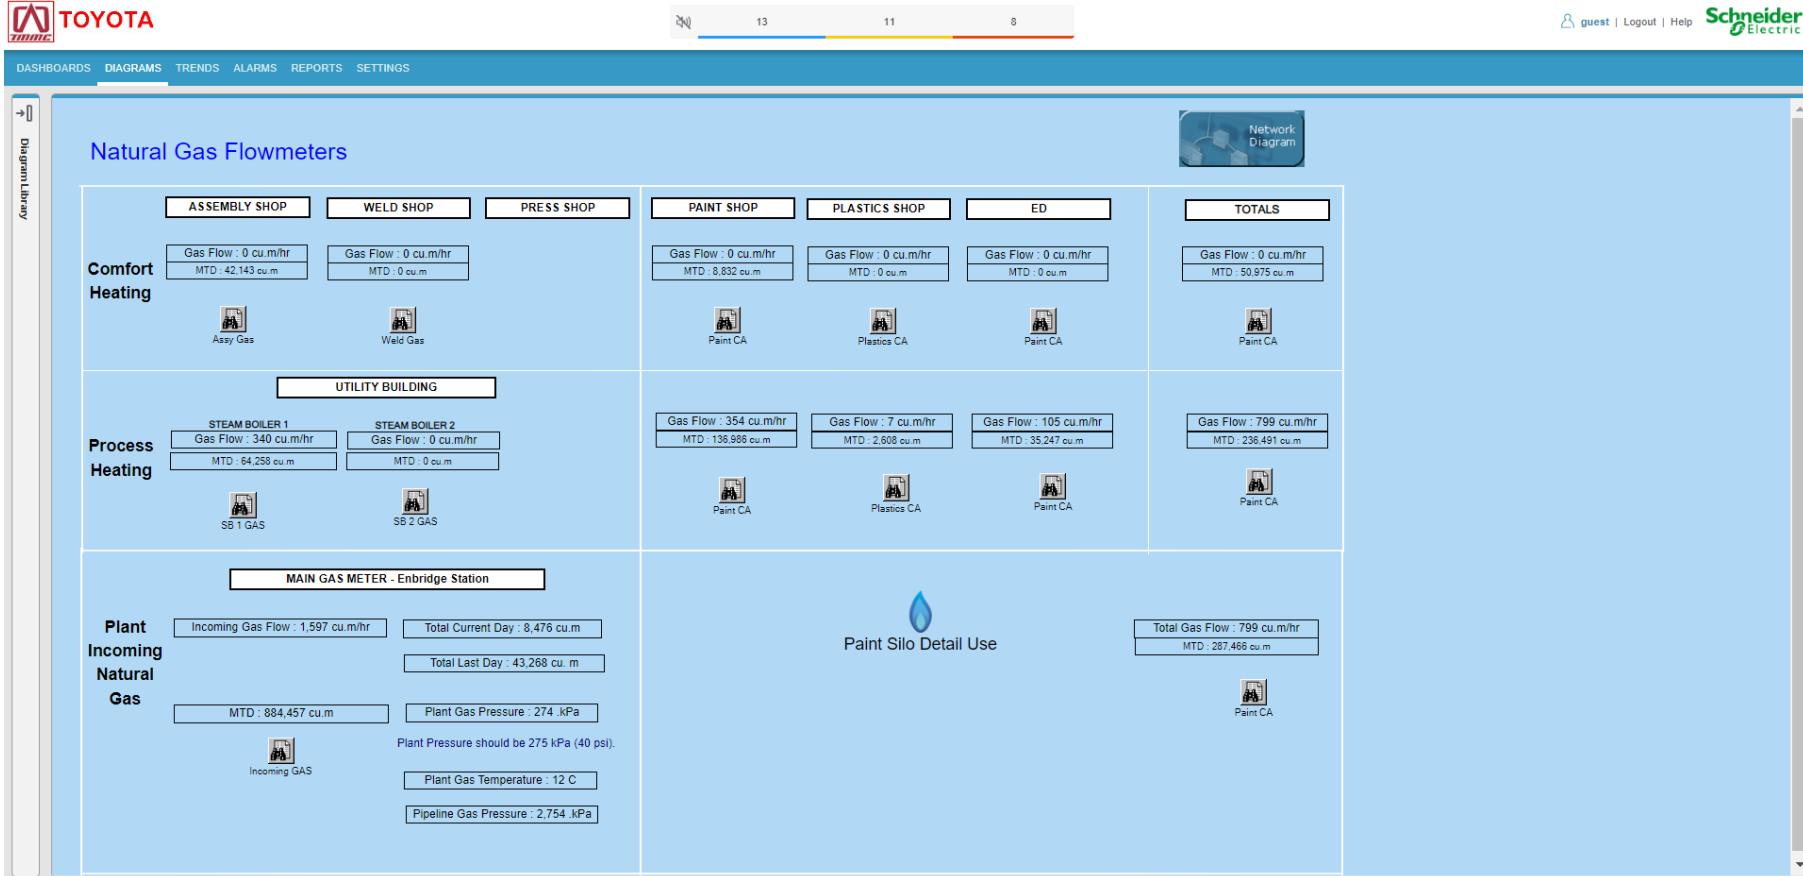 TMMC
TOYOTA
13
11
8
guest | Logout | Help
Schneider
Electric
DASHBOARDS DIAGRAMS TRENDS ALARMS REPORTS SETTINGS
Diagram Library
Natural Gas Flowmeters
Network
Diagram
ASSEMBLY SHOP
WELD SHOP
PRESS SHOP
PAINT SHOP
PLASTICS SHOP
ED
TOTALS
Comfort
Heating
Gas Flow : 0 cu.m/hr
MTD : 42,143 cu.m
Assy Gas
Gas Flow : 0 cu.m/hr
MTD : 0 cu.m
Weld Gas
Gas Flow : 0 cu.m/hr
MTD : 8,832 cu.m
Paint CA
Gas Flow : 0 cu.m/hr
MTD : 0 cu.m
Plastics CA
Gas Flow : 0 cu.m/hr
MTD : 0 cu.m
Paint CA
Gas Flow : 0 cu.m/hr
MTD : 50,975 cu.m
Paint CA
UTILITY BUILDING
Process
Heating
STEAM BOILER 1
Gas Flow : 340 cu.m/hr
MTD : 64,258 cu.m
SB 1 GAS
STEAM BOILER 2
Gas Flow : 0 cu.m/hr
MTD : 0 cu.m
SB 2 GAS
Gas Flow : 354 cu.m/hr
MTD : 136,986 cu.m
Paint CA
Gas Flow : 7 cu.m/hr
MTD : 2,608 cu.m
Plastics CA
Gas Flow : 105 cu.m/hr
MTD : 35,247 cu.m
Paint CA
Gas Flow : 799 cu.m/hr
MTD : 236,491 cu.m
Paint CA
MAIN GAS METER - Enbridge Station
Plant
Incoming
Natural
Gas
Incoming Gas Flow : 1,597 cu.m/hr
MTD : 884,457 cu.m
Incoming GAS
Total Current Day : 8,476 cu.m
Total Last Day : 43,268 cu. m
Plant Gas Pressure : 274 .kPa
Plant Pressure should be 275 kPa (40 psi).
Plant Gas Temperature : 12 C
Pipeline Gas Pressure : 2,754 .kPa
Paint Silo Detail Use
Total Gas Flow : 799 cu.m/hr
MTD : 287,466 cu.m
Paint CA